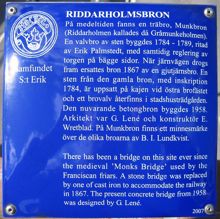 RIDDARHOLMSBRON
På medeltiden fanns en träbro, Munkbron
(Riddarholmen kallades då Gråmunkeholmen).
En valvbro av sten byggdes 1784 - 1789, ritad
av Erik Palmstedt, med samtidig reglering av
torgen på bägge sidor. När järnvägen drogs
fram ersattes bron 1867 av en gjutjärnsbro. En
sten från den gamla bron, med inskription
1784, är uppsatt på kajen vid östra brofästet
och en brovalv återfinns i stadshusträdgården.
Den nuvarande betongbron byggdes 1958.
Arkitekt var G. Lené och konstruktör E.
Wretblad. På Munkbron finns ett minnesmärke
över de olika broarna av B. I. Lundkvist.
Samfundet
S:t Erik
There has been a bridge on this site ever since
the medieval 'Monks Bridge' used by the
Franciscan friars. A stone bridge was replaced
by one of cast iron to accommodate the railway
in 1867. The present concrete bridge from 1958
was designed by G. Lené.
2007